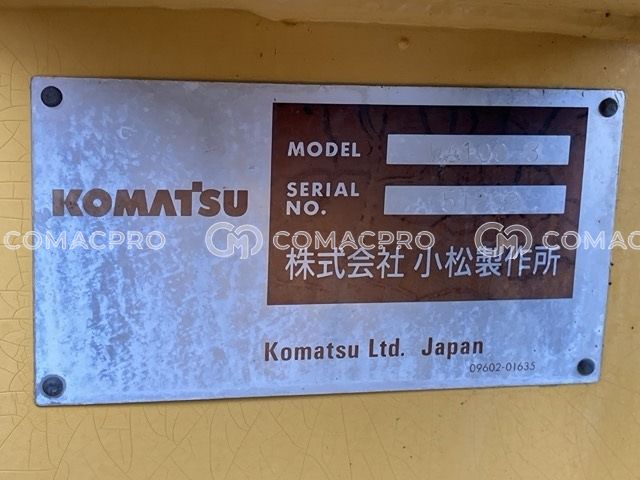 MODEL
SERIAL
NO.
KOMATSU
COMACPRO COMACPRO COMACPRO
株式会社 小松製作所
Komatsu Ltd. Japan
09602-01635